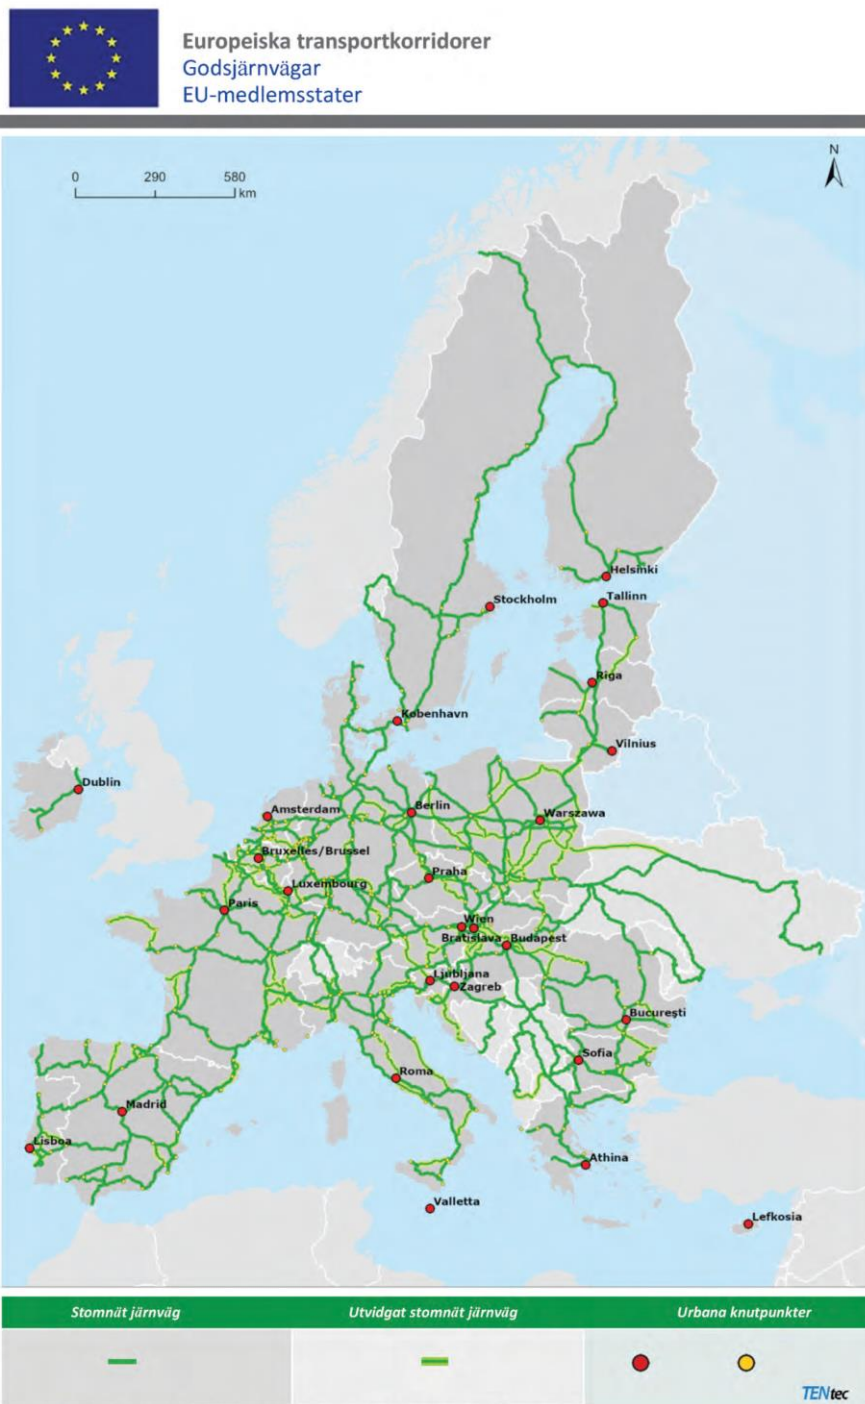 Europeiska transportkorridorer
Godsjärnvägar
EU-medlemsstater
0 290 580
km
N
Helsinki
Stockholm
Tallinn
Riga
København
Vilnius
Dublin
Amsterdam
Berlin
Warszawa
Bruxelles/Brussel
Praha
Luxembourg
Paris
Wien
Bratislava
Budapest
Ljubljana
Zagreb
Bucureşti
Sofia
Roma
Madrid
Lisboa
Athina
Valletta
Lefkosia
Stomnät järnväg
Utvidgat stomnät järnväg
Urbana knutpunkter
TENtec